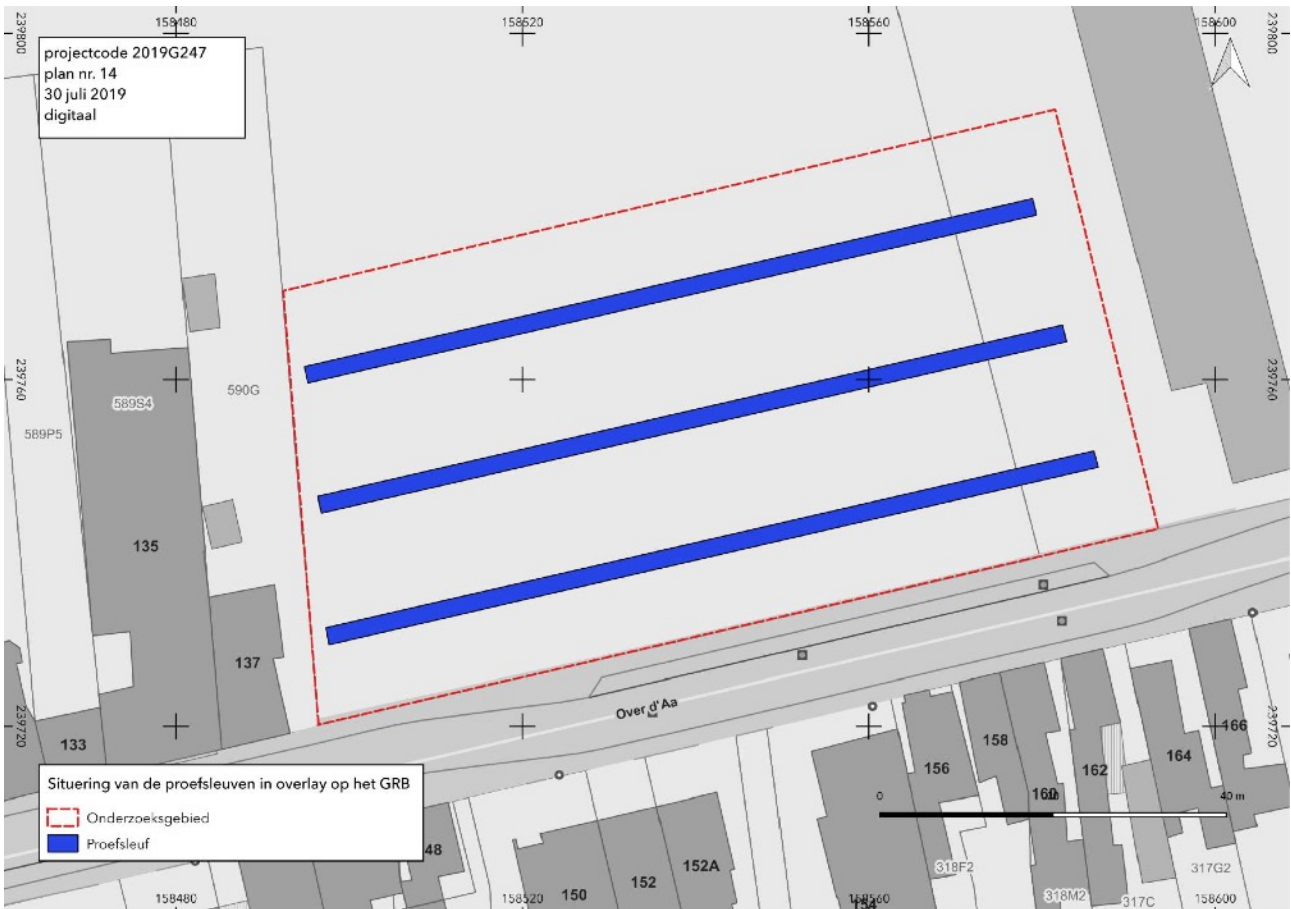 158480
158520
158560
158600
239800
239800
projectcode 2019G247
plan nr. 14
30 juli 2019
digitaal
239760
239760
589S4
590G
589P5
135
137
133
239720
239720
Over d'Aa
156
158
160
162
164
166
Situering van de proefsleuven in overlay op het GRB
Onderzoeksgebied
Proefsleuf
0
40 m
48
150
152
152A
154
318F2
318M2
317C
317G2
158480
158520
158560
158600